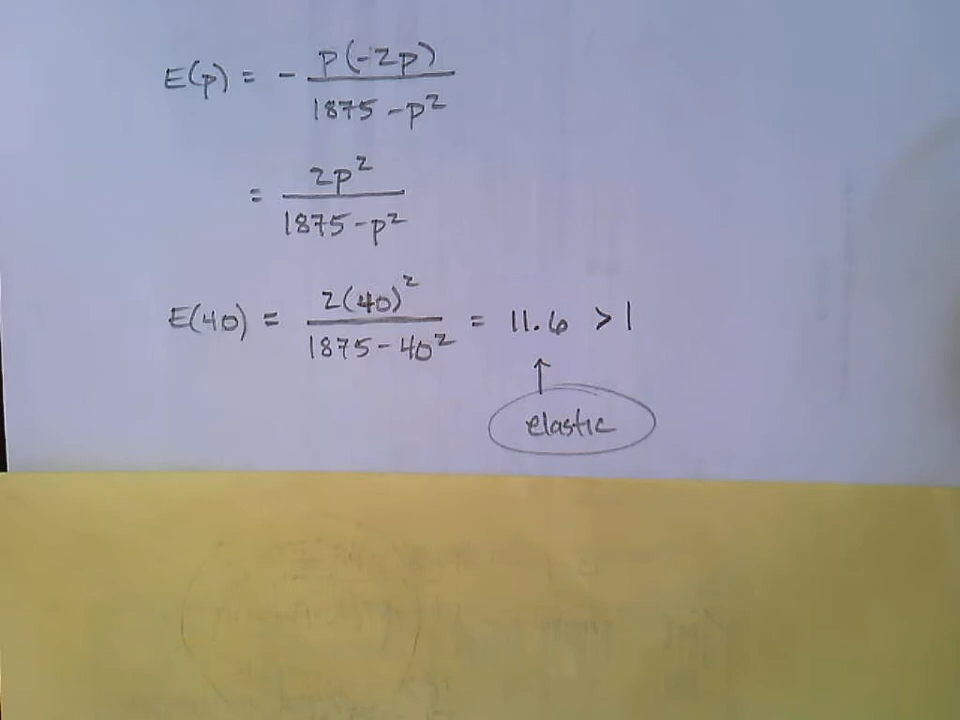 E(p) = - p(-2p) / 1875 - p²
= 2p² / 1875 - p²
E(40) = 2(40)² / 1875 - 40² = 11.6 > 1
↑
elastic